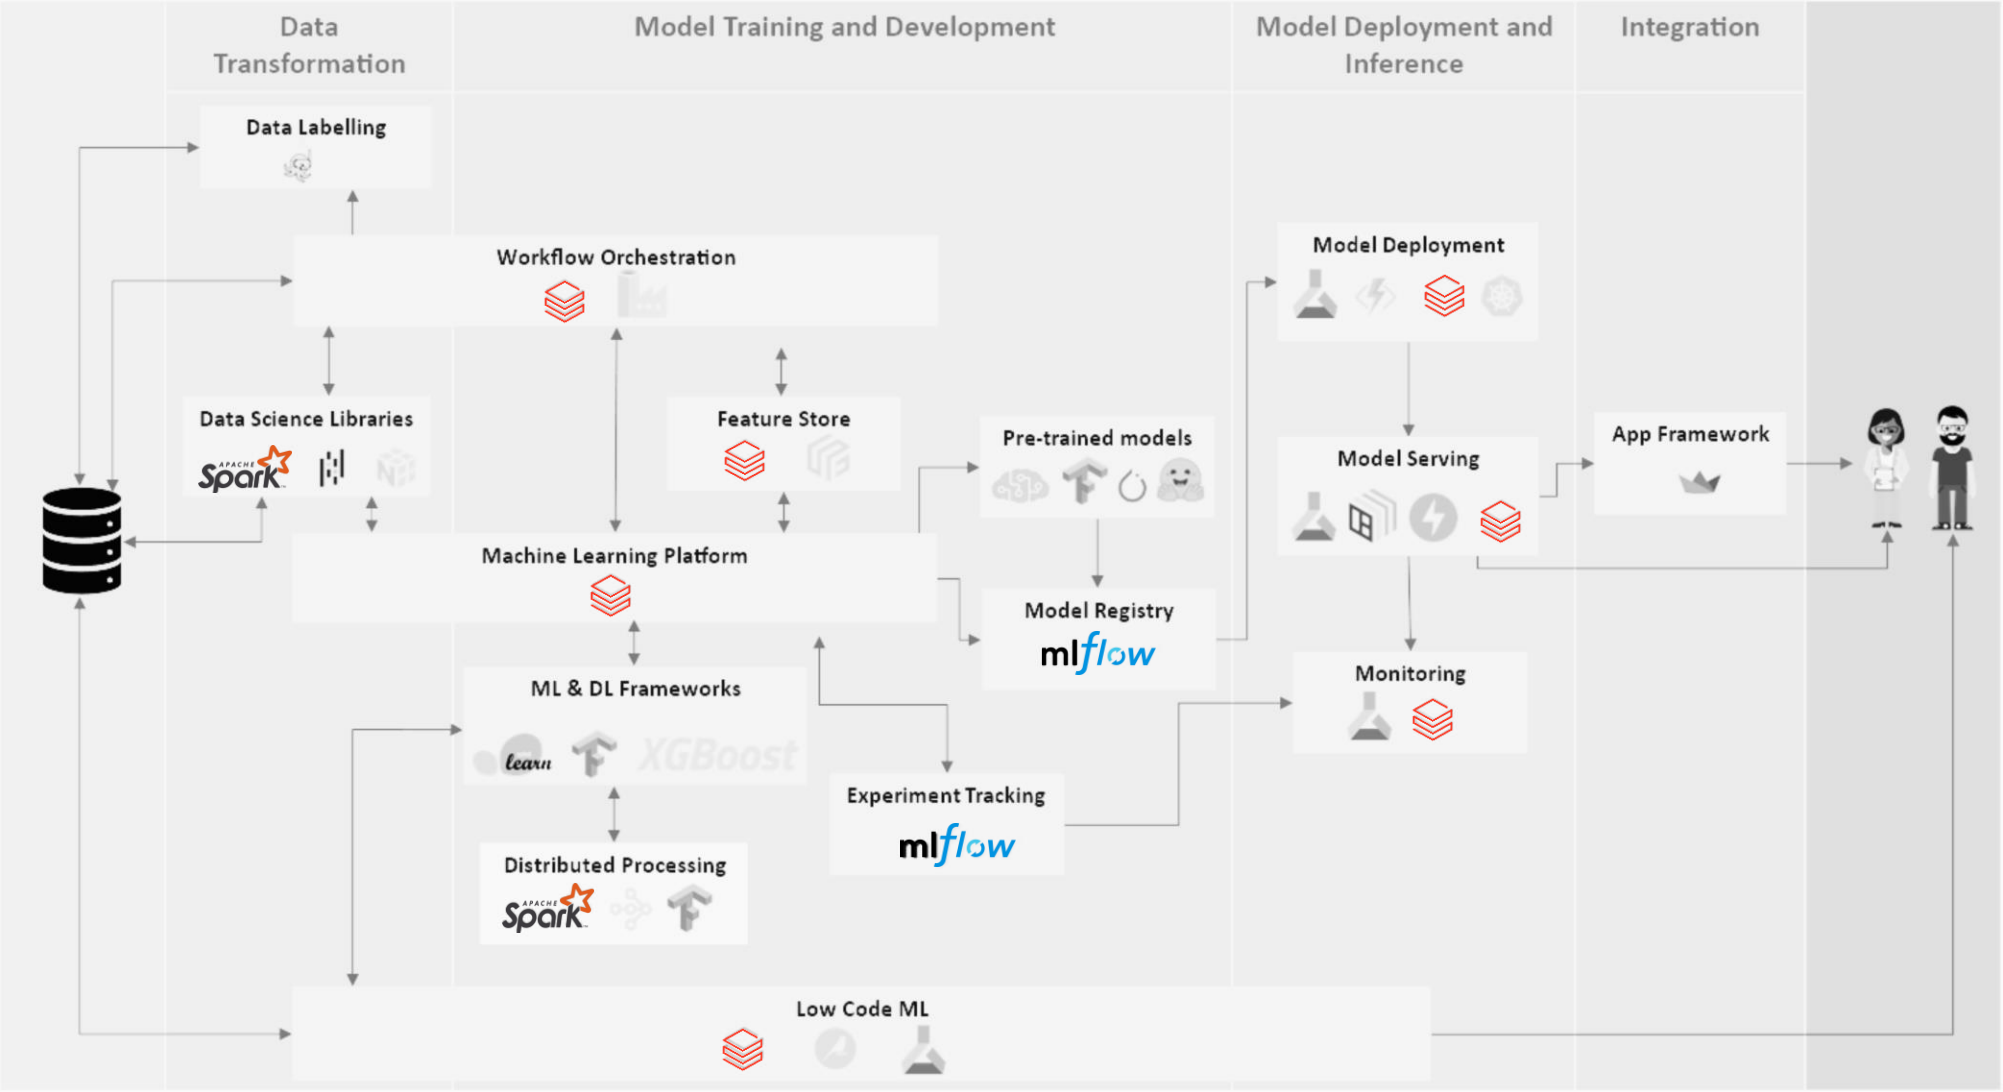 Data
Transformation
Model Training and Development
Model Deployment and
Inference
Integration
Data Labelling
Workflow Orchestration
Model Deployment
Data Science Libraries
APACHE
Spark
Feature Store
Pre-trained models
Model Serving
App Framework
Machine Learning Platform
Model Registry
mlflow
ML & DL Frameworks
learn
XGBoost
Monitoring
Experiment Tracking
mlflow
Distributed Processing
APACHE
Spark
Low Code ML